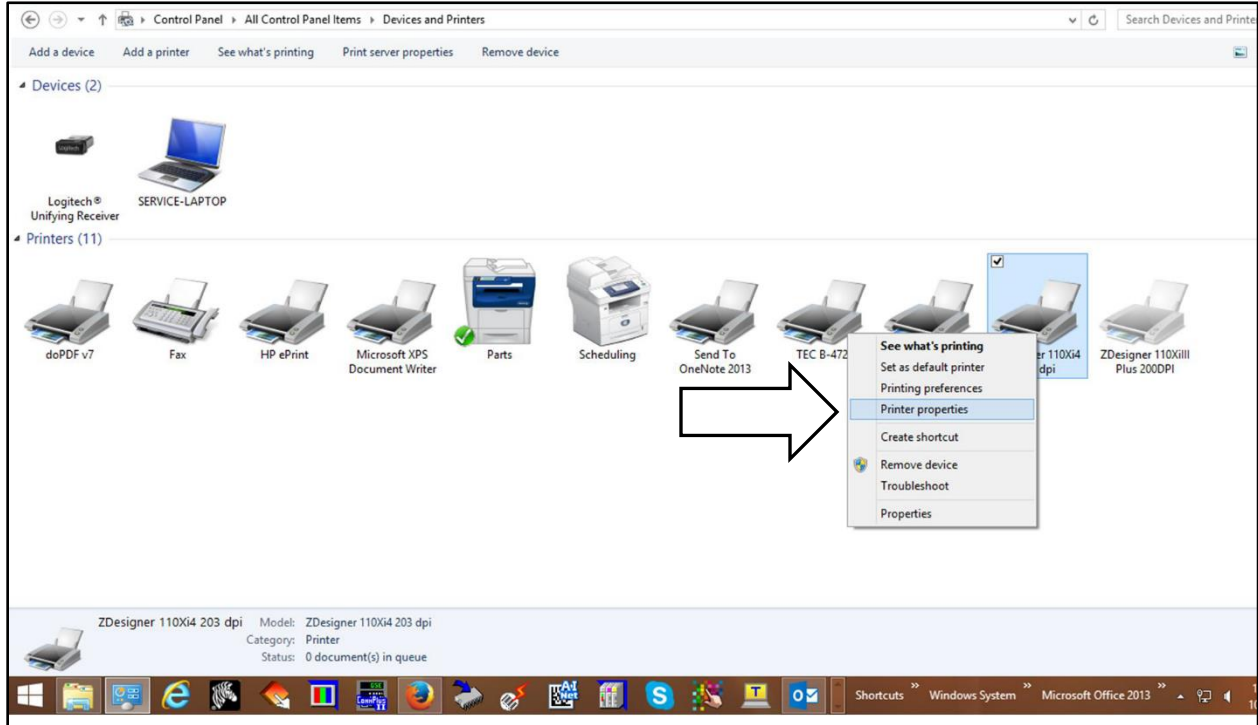 Control Panel All Control Panel Items Devices and Printers
Search Devices and Printe
Add a device Add a printer See what's printing Print server properties Remove device
Devices (2)
Logitech®
Unifying Receiver
SERVICE-LAPTOP
Printers (11)
doPDF v7
Fax
HP ePrint
Microsoft XPS
Document Writer
Parts
Scheduling
Send To
OneNote 2013
TEC B-472
er 110Xi4
dpi
ZDesigner 110XiIII
Plus 200DPI
See what's printing
Set as default printer
Printing preferences
Printer properties
Create shortcut
Remove device
Troubleshoot
Properties
ZDesigner 110Xi4 203 dpi Model: ZDesigner 110Xi4 203 dpi
Category: Printer
Status: 0 document(s) in queue
Shortcuts Windows System Microsoft Office 2013